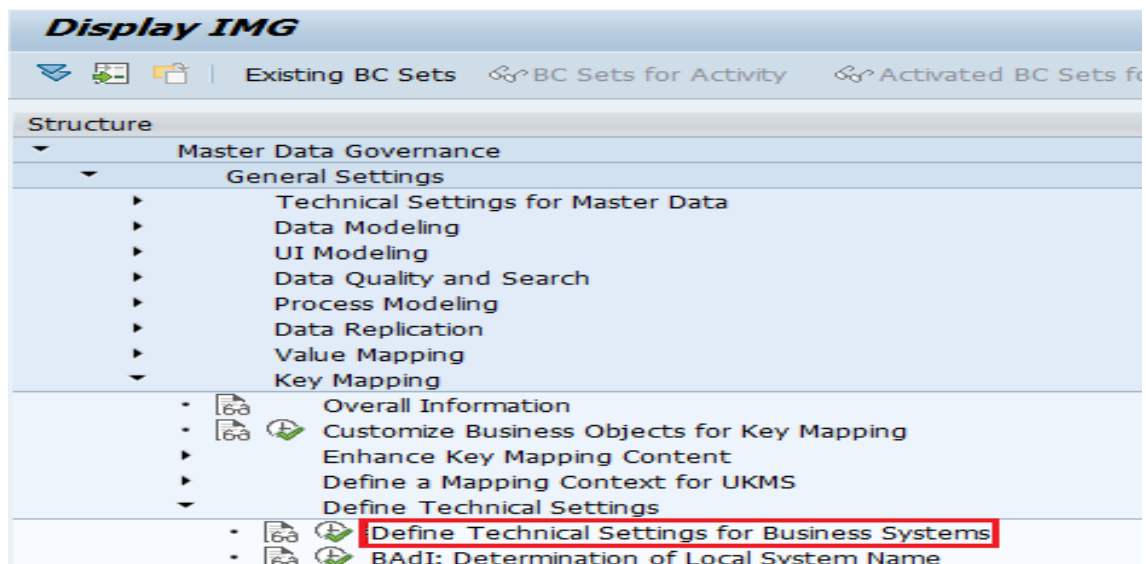 Display IMG
Existing BC Sets BC Sets for Activity Activated BC Sets fo
Structure
Master Data Governance
General Settings
Technical Settings for Master Data
Data Modeling
UI Modeling
Data Quality and Search
Process Modeling
Data Replication
Value Mapping
Key Mapping
Overall Information
Customize Business Objects for Key Mapping
Enhance Key Mapping Content
Define a Mapping Context for UKMS
Define Technical Settings
Define Technical Settings for Business Systems
BAdI: Determination of Local System Name